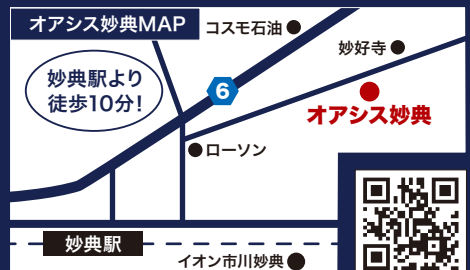 オアシス妙典MAP
コスモ石油
妙好寺
妙典駅より
徒歩10分!
6
オアシス妙典
ローソン
妙典駅
イオン市川妙典